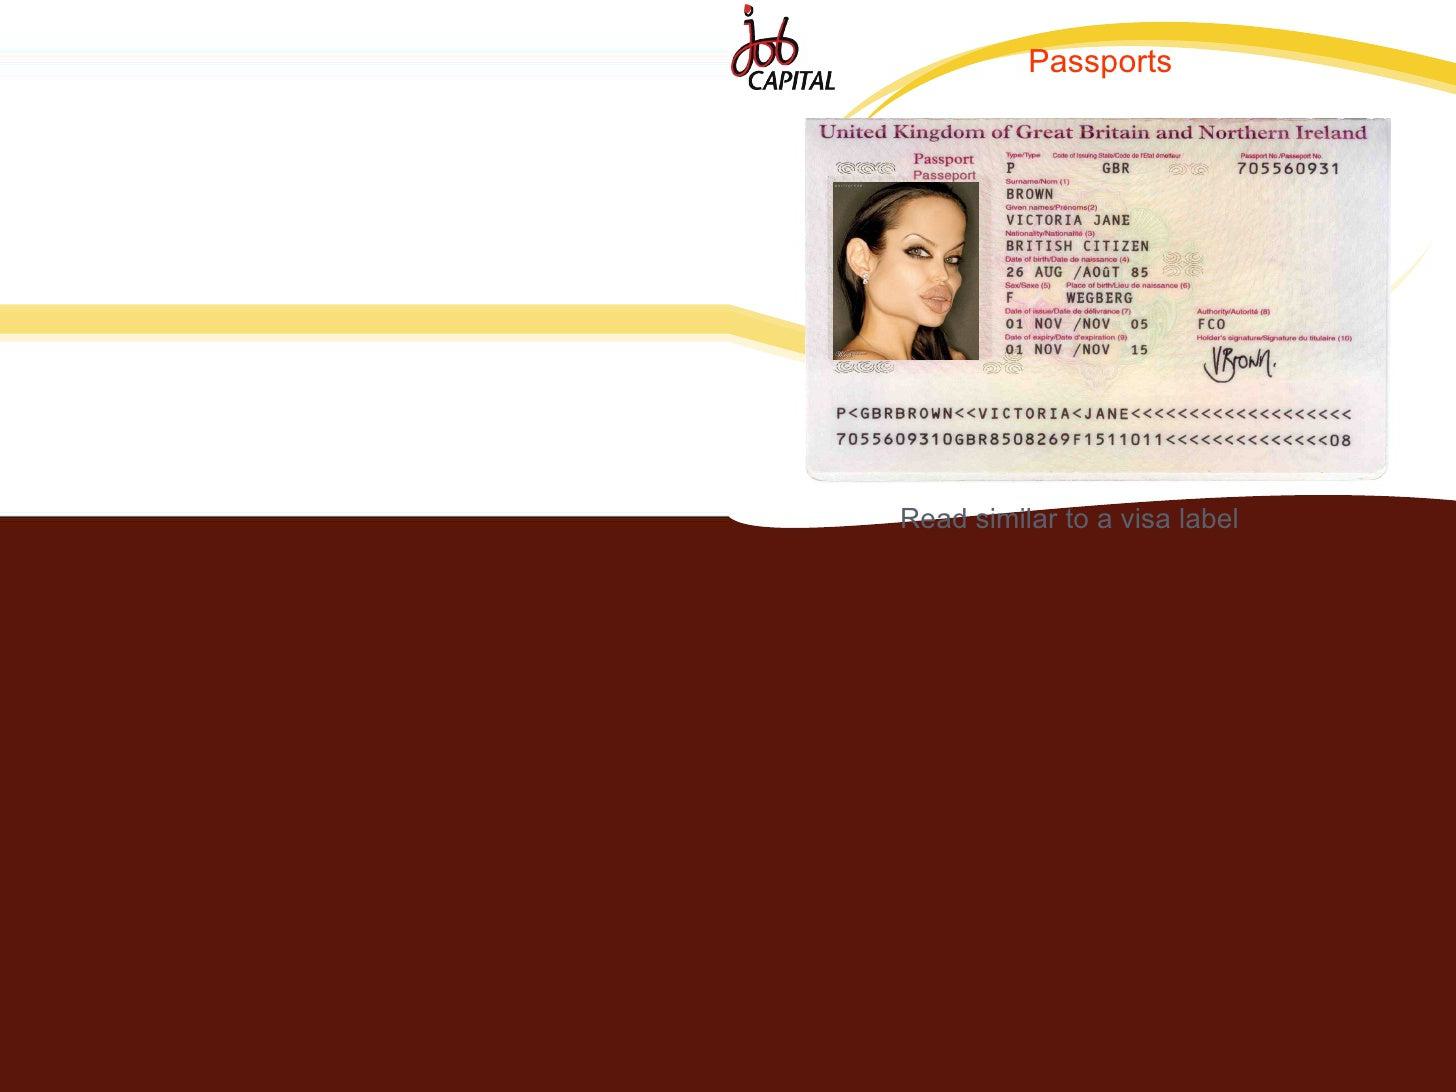 job
CAPITAL
Passports
United Kingdom of Great Britain and Northern Ireland
Passport
Passeport
Type/Type Code of Issuing State/Code de l'Etat émetteur Passport No./Passeport No.
P GBR 705560931
Surname/Nom (1)
BROWN
Given names/Prénoms(2)
VICTORIA JANE
Nationality/Nationalité (3)
BRITISH CITIZEN
Date of birth/Date de naissance (4)
26 AUG /AOûT 85
Sex/Sexe (5) Place of birth/Lieu de naissance (6)
F WEGBERG
Date of issue/Date de délivrance (7) Authority/Autorité (8)
01 NOV /NOV 05 FCO
Date of expiry/Date d'expiration (9) Holder's signature/Signature du titulaire (10)
01 NOV /NOV 15
VBrown.
P<GBRBROWN<<VICTORIA<JANE<<<<<<<<<<<<<<<<<<<
7055609310GBR8508269F1511011<<<<<<<<<<<<<<08
Read similar to a visa label